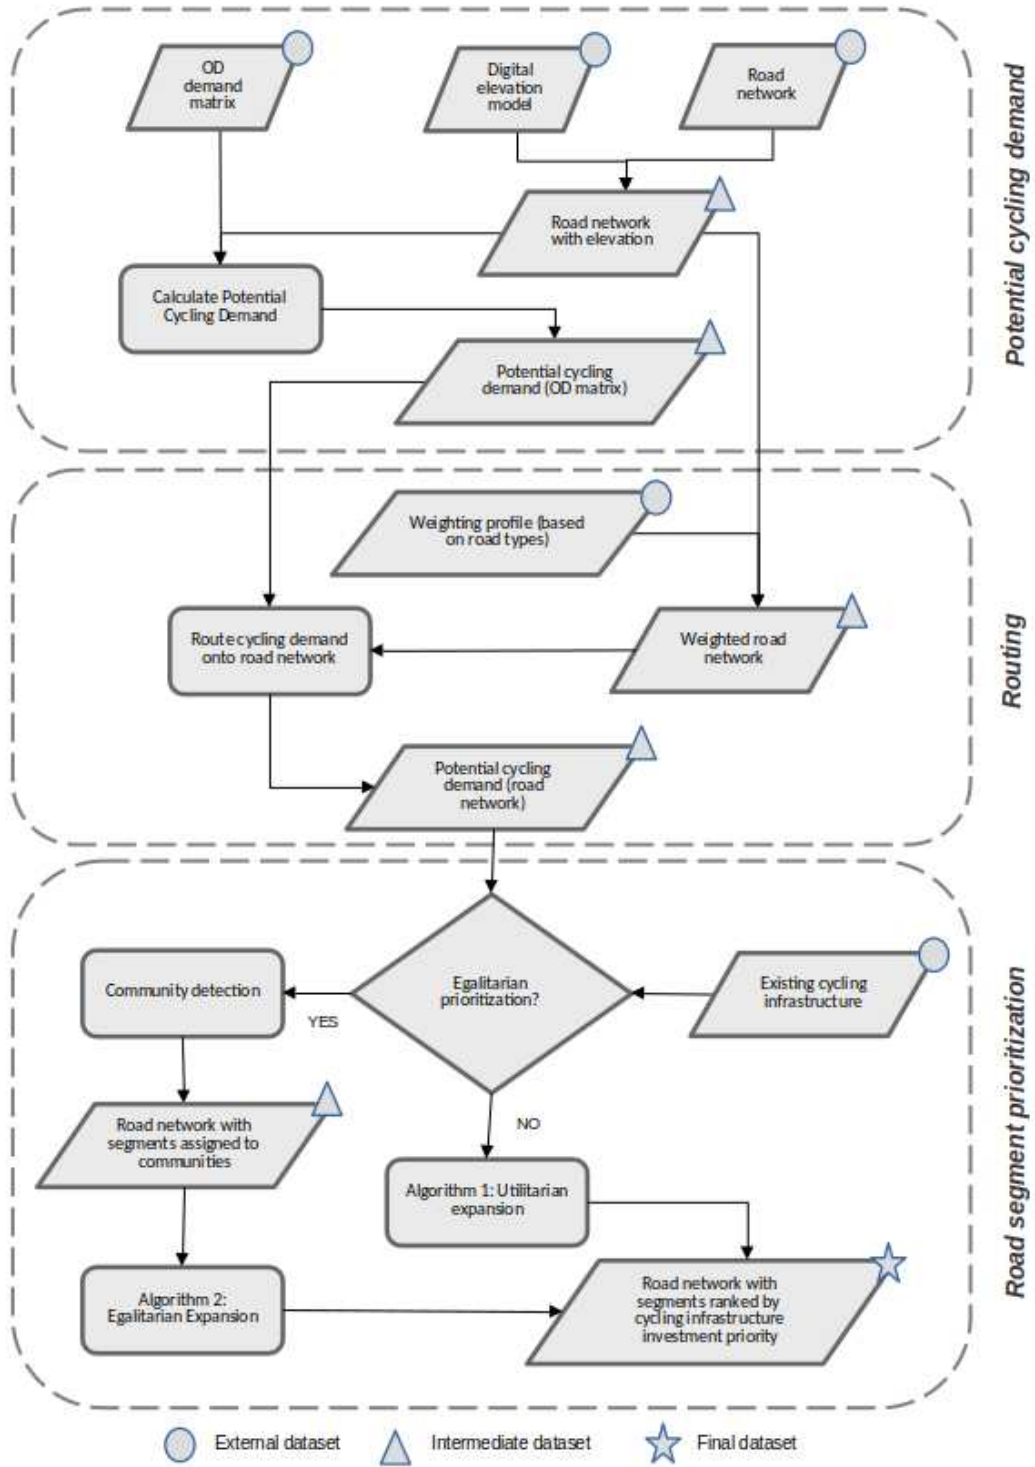 OD
demand
matrix
Digital
elevation
model
Road
network
Road network
with elevation
Calculate Potential
Cycling Demand
Potential cycling
demand (OD matrix)
Potential cycling demand
Weighting profile (based
on road types)
Route cycling demand
onto road network
Weighted road
network
Potential cycling
demand (road
network)
Routing
Community detection
Egalitarian
prioritization?
Existing cycling
infrastructure
YES
NO
Road network with
segments assigned to
communities
Algorithm 1: Utilitarian
expansion
Algorithm 2:
Egalitarian Expansion
Road network with
segments ranked by
cycling infrastructure
investment priority
Road segment prioritization
External dataset
Intermediate dataset
Final dataset